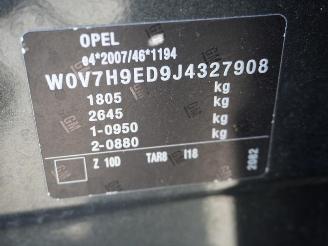 OPEL
e4*2007/46*1194
W0V7H9ED9J4327908
1805 kg
2645 kg
1-0950 kg
2-0880 kg
Z 10D TAR8 I18
2082